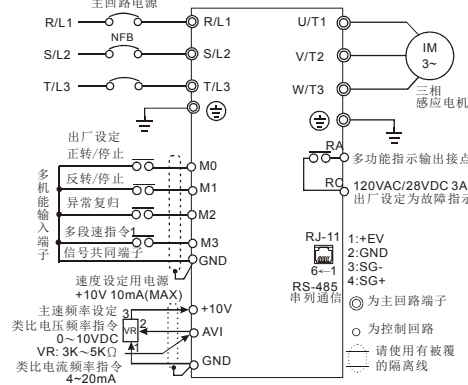 主回路电源
R/L1
NFB
S/L2
T/L3
R/L1
S/L2
T/L3
U/T1
V/T2
W/T3
IM
3~
三相
感应电机
出厂设定
正转/停止
反转/停止
异常复归
多段速指令1
信号共同端子
多机能输入端子
M0
M1
M2
M3
GND
RA
RC
多功能指示输出接点
120VAC/28VDC 3A
出厂设定为故障指示
速度设定用电源
+10V 10mA(MAX)
主速频率设定
类比电压频率指令
0~10VDC
VR: 3K~5KΩ
类比电流频率指令
4~20mA
3
VR
2
1
+10V
AVI
GND
RJ-11
6←1
RS-485
串列通信
1:+EV
2:GND
3:SG-
4:SG+
为主回路端子
为控制回路
请使用有被覆
的隔离线